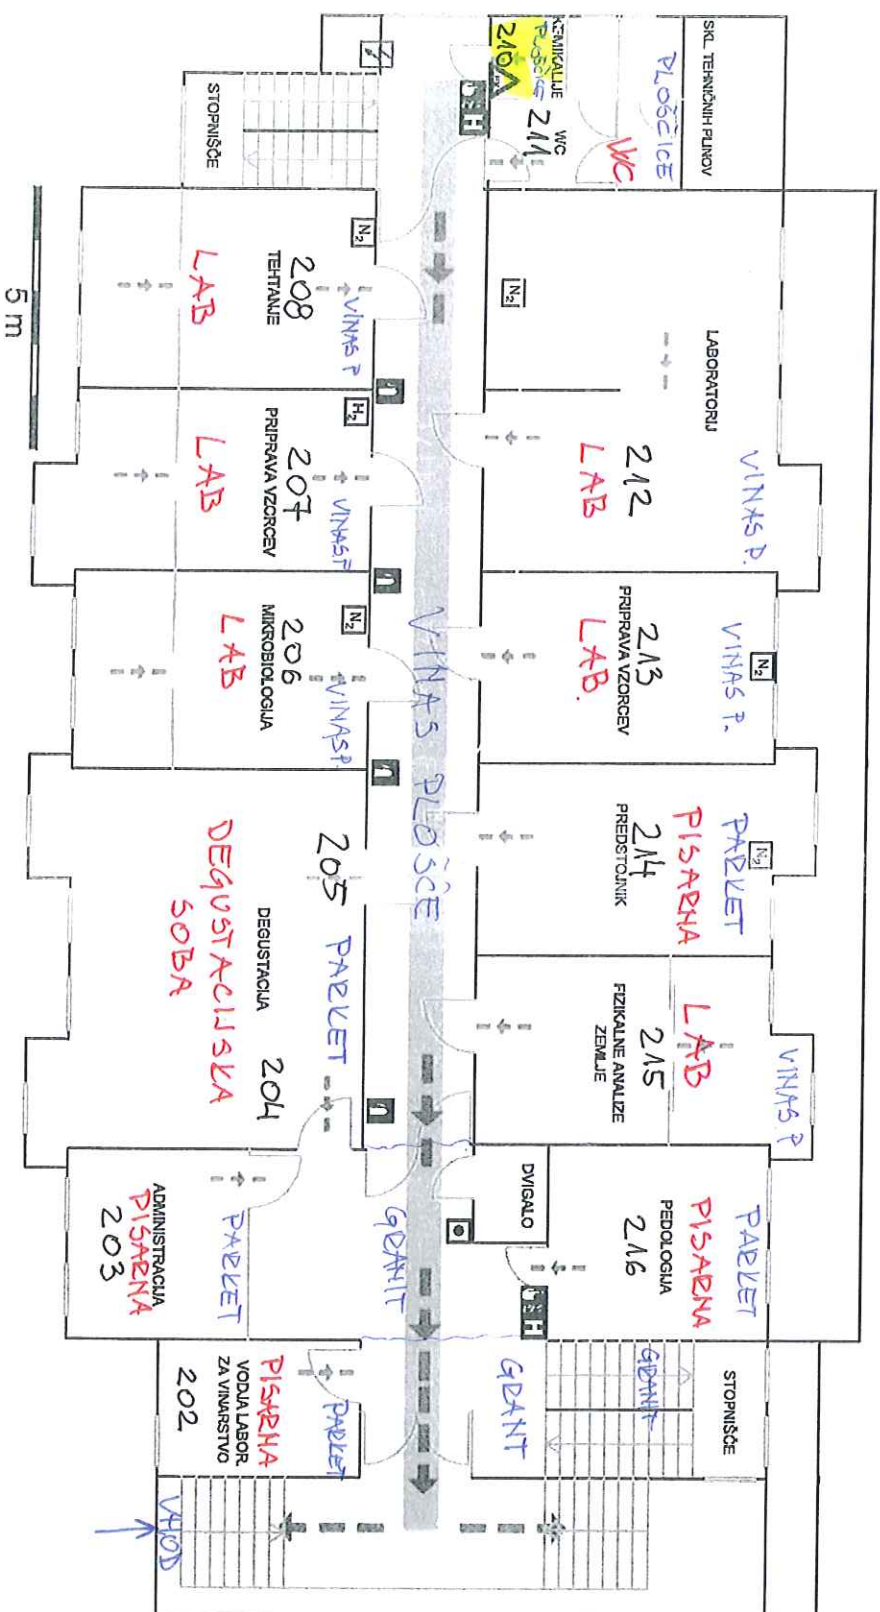 SKL. TEHNIČNIH PLINOV
PLOŠČICE
WC
WC
211
KEMIKALIJE
PLOŠČICE
210A
H
STOPNIŠČE
LABORATORIJ
VINAS P.
212
LAB
N₂
N₂
208
TEHTANJE
VINAS P
LAB
5 m
H₂
207
PRIPRAVA VZORCEV
VINAS.P
LAB
N₂
206
MIKROBIOLOGIJA
VINASP.
LAB
VINAS PLOŠČE
VINAS P.
N₂
213
PRIPRAVA VZORCEV
LAB.
PARKET
N₂
PISARNA
214
PREDSTOJNIK
205
PARKET
DEGUSTACIJA
204
DEGUSTACIJSKA
SOBA
VINAS P
LAB
215
FIZIKALNE ANALIZE
ZEMLJE
DVIGALO
PARKET
PISARNA
PEDOLOGIJA
216
H
GRANIT
PARKET
ADMINISTRACIJA
PISARNA
203
STOPNIŠČE
GRANIT
GRANT
PARKET
PISARNA
VODJA LABOR.
ZA VINARSTVO
202
VHOD